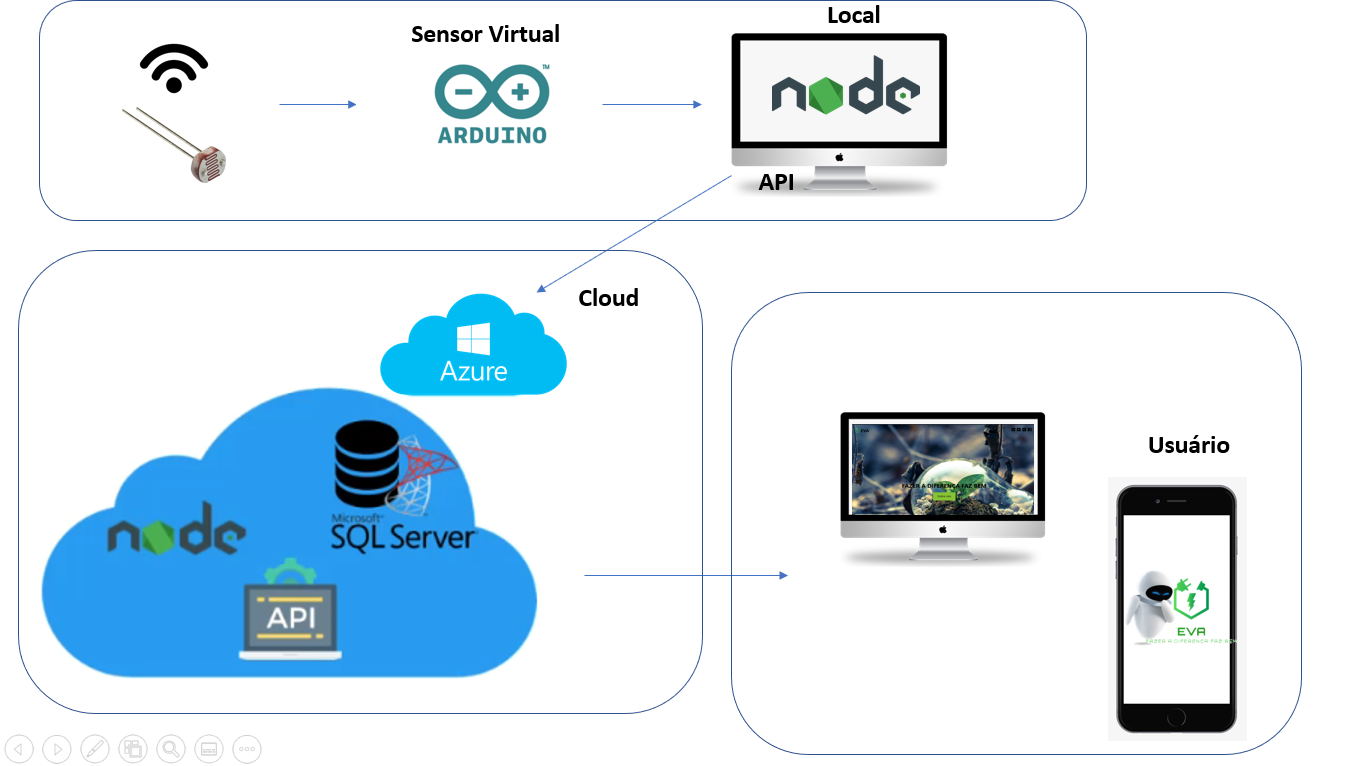 Local
Sensor Virtual
node
ARDUINO
TM
API
Cloud
Azure
Microsoft®
SQL Server
node
API
EVA
FAZER A DIFERENÇA FAZ BEM
Usuário
EVA
FAZER A DIFERENÇA FAZ BEM